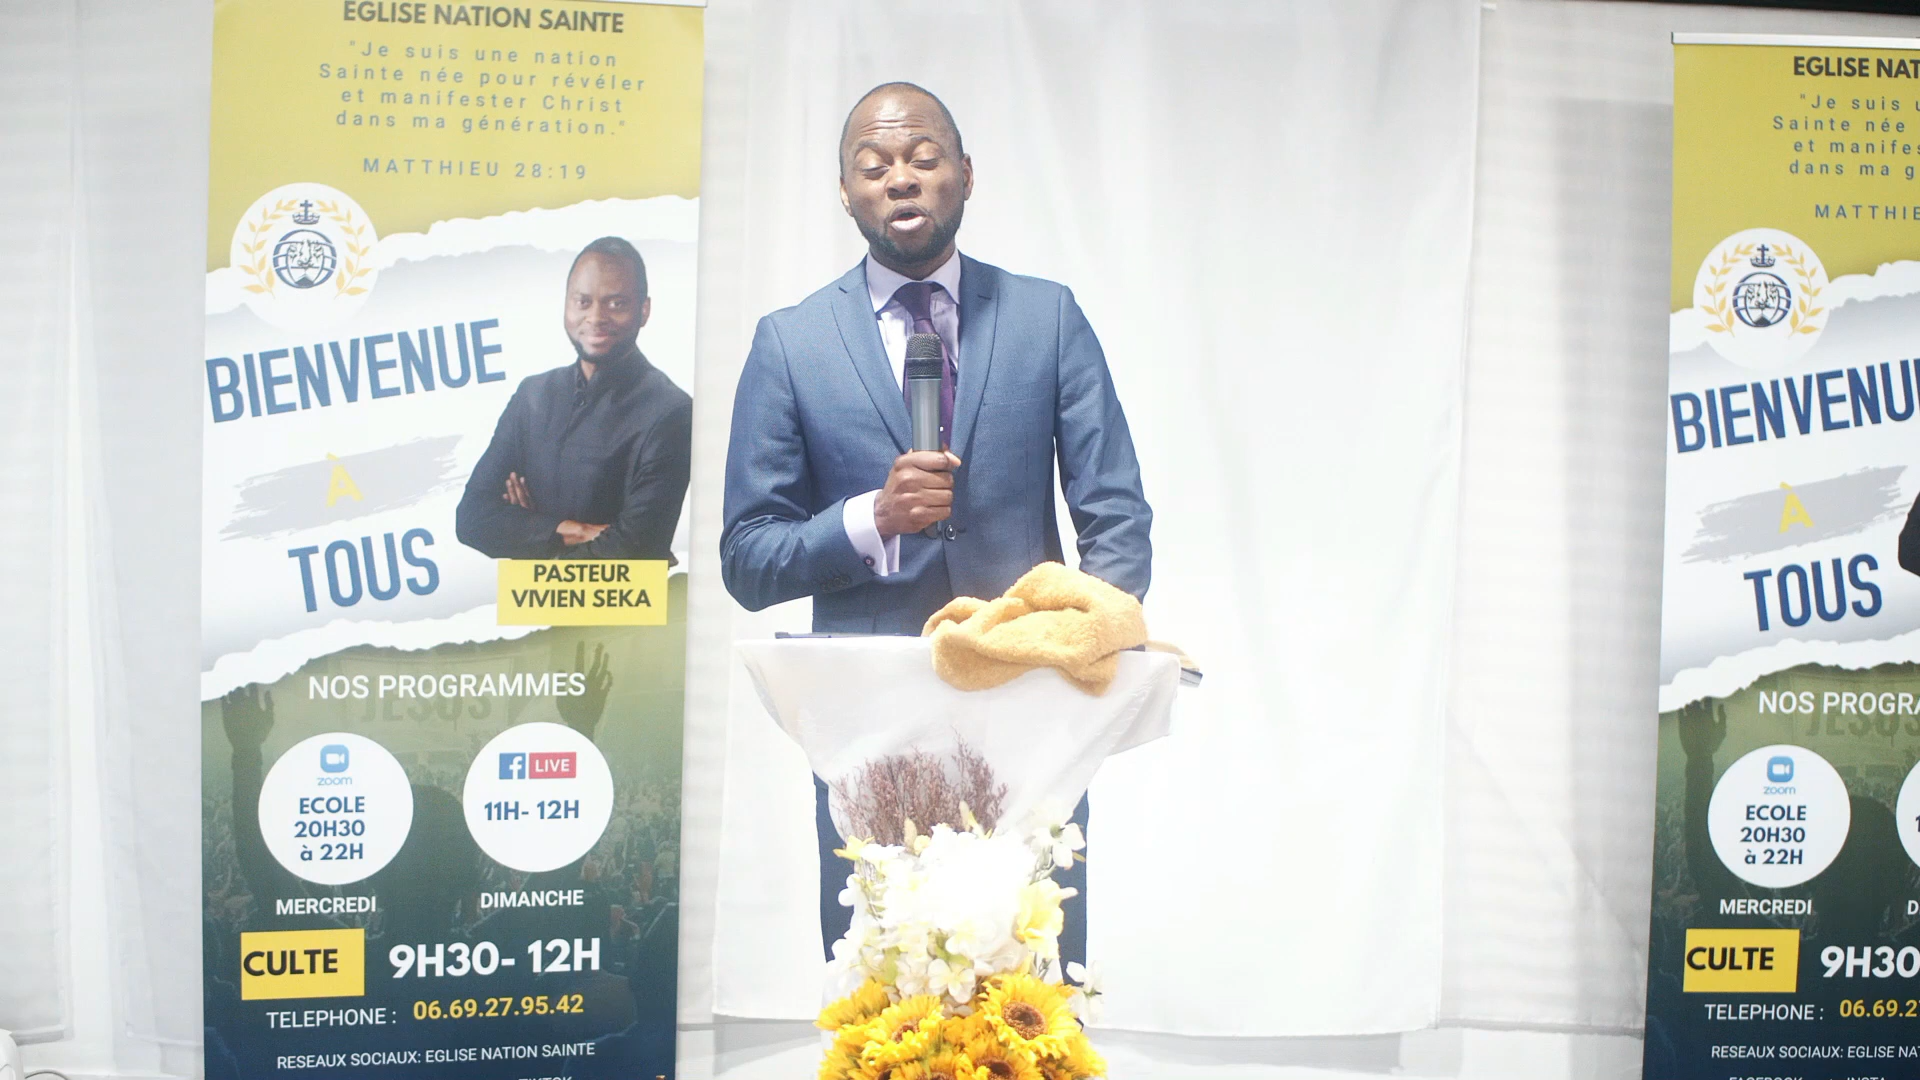 EGLISE NATION SAINTE
"Je suis une nation
Sainte née pour révéler
et manifester Christ
dans ma génération."
MATTHIEU 28:19
BIENVENUE
À
TOUS
PASTEUR
VIVIEN SEKA
NOS PROGRAMMES
JESUS
zoom
ECOLE
20H30
à 22H
MERCREDI
f LIVE
11H- 12H
DIMANCHE
CULTE 9H30- 12H
TELEPHONE : 06.69.27.95.42
RESEAUX SOCIAUX: EGLISE NATION SAINTE
EGLISE NAT
"Je suis u
Sainte née
et manifes
dans ma g
MATTHIE
BIENVENU
À
TOUS
NOS PROGRA
JESUS
zoom
ECOLE
20H30
à 22H
MERCREDI
D
CULTE 9H30
TELEPHONE : 06.69.2
RESEAUX SOCIAUX: EGLISE NAT